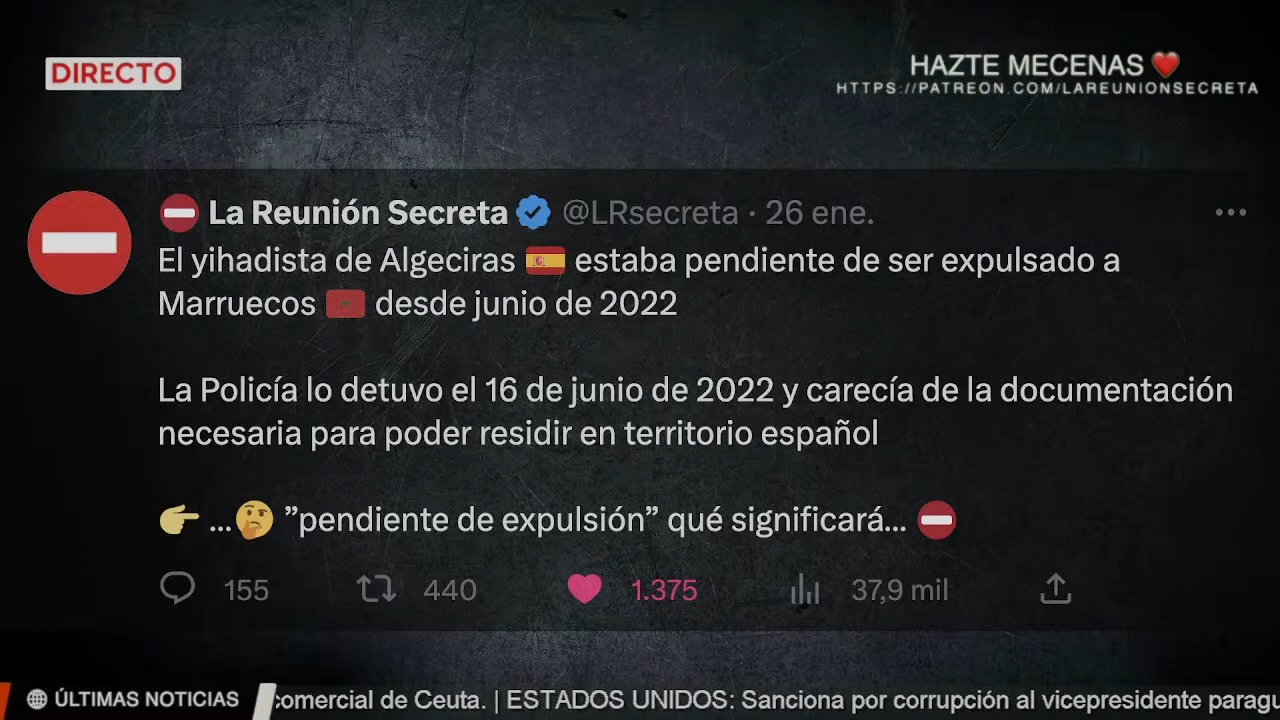 DIRECTO
HAZTE MECENAS ❤️
HTTPS://PATREON.COM/LAREUNIONSECRETA
⛔ La Reunión Secreta @LRsecreta · 26 ene.
El yihadista de Algeciras 🇪🇸 estaba pendiente de ser expulsado a
Marruecos 🇲🇦 desde junio de 2022
La Policía lo detuvo el 16 de junio de 2022 y carecía de la documentación
necesaria para poder residir en territorio español
👉 ...🤔 ”pendiente de expulsión” qué significará... ⛔
155 440 1.375 37,9 mil
ÚLTIMAS NOTICIAS
comercial de Ceuta. | ESTADOS UNIDOS: Sanciona por corrupción al vicepresidente paragu